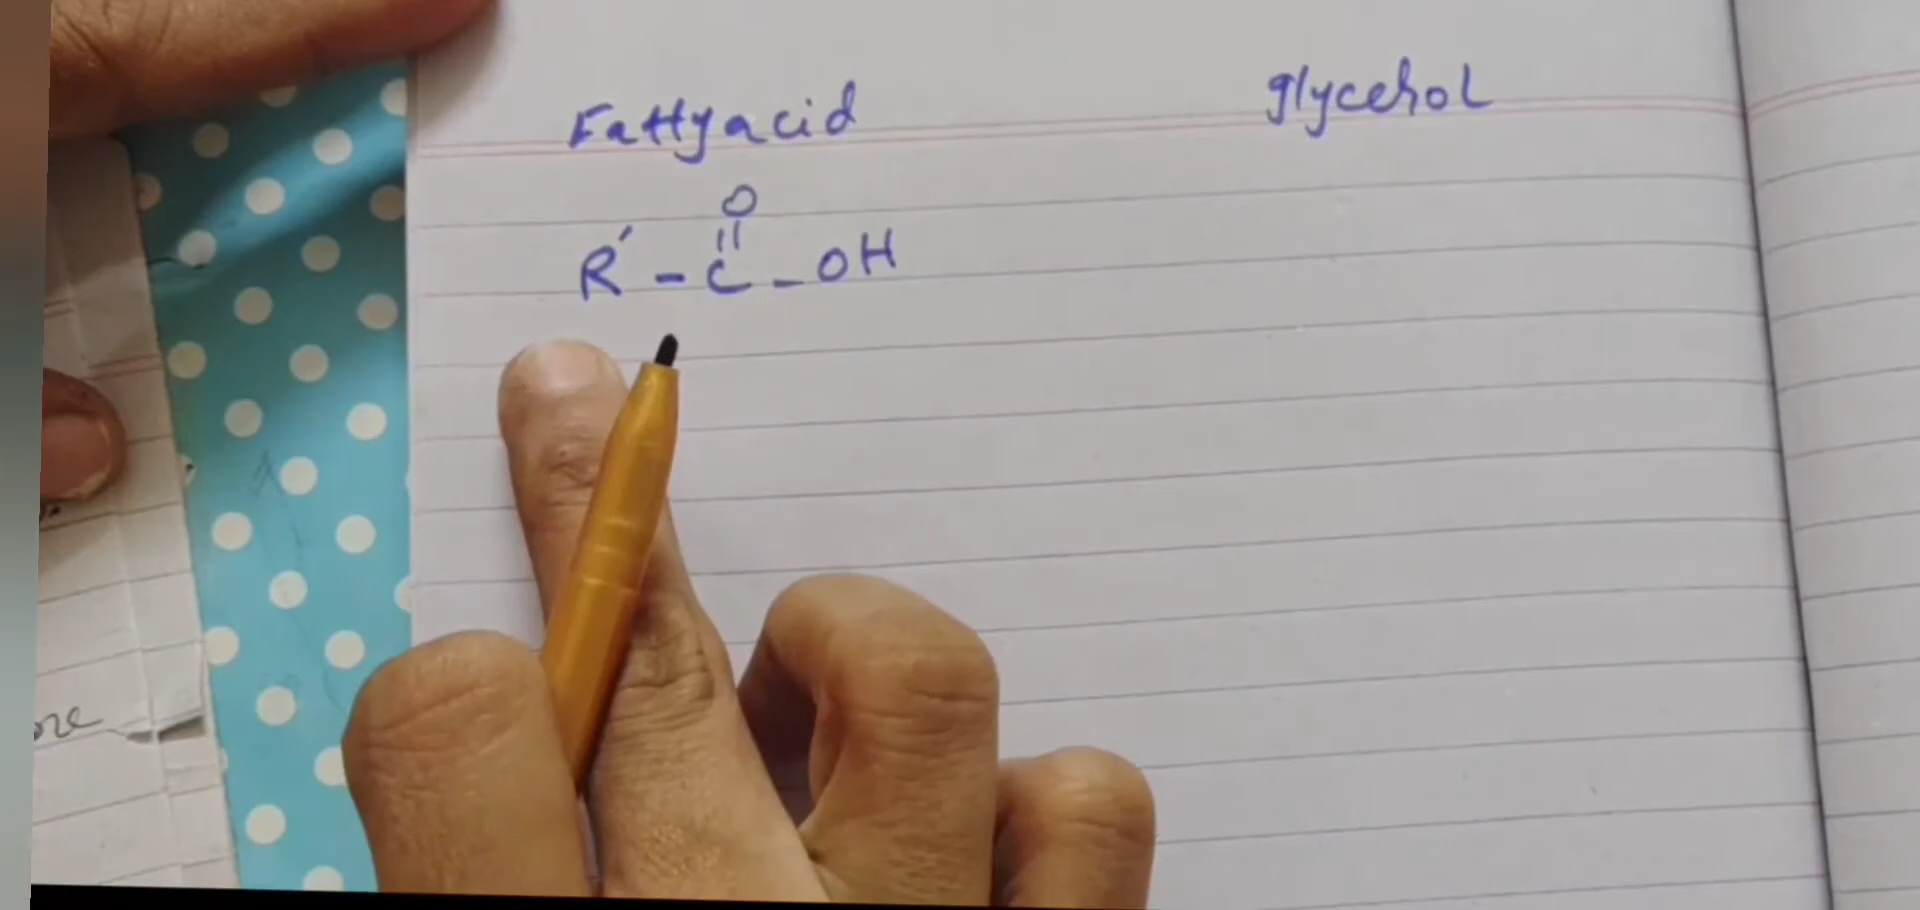 Fattyacid glycerol
O
||
R´ - C - OH